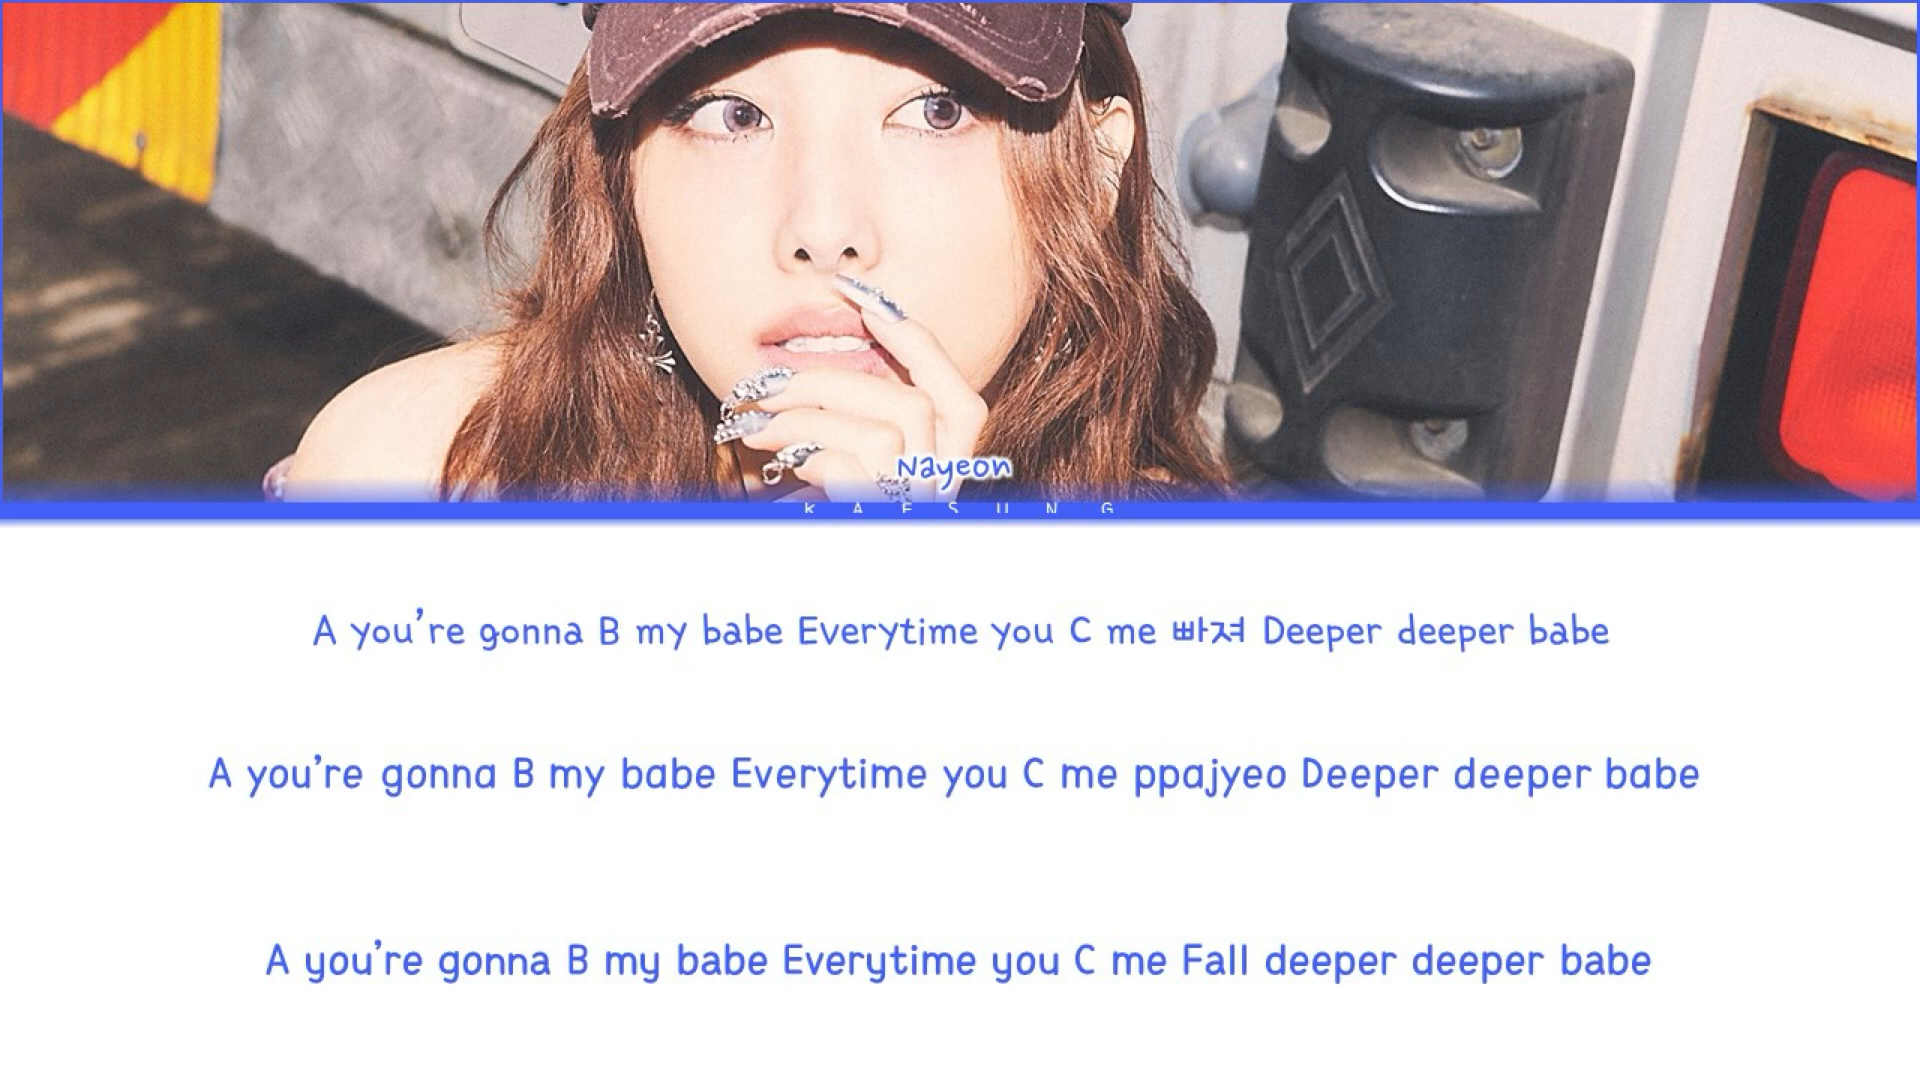 Nayeon
KAESUNG
A you're gonna B my babe Everytime you C me 빠져 Deeper deeper babe
A you're gonna B my babe Everytime you C me ppajyeo Deeper deeper babe
A you're gonna B my babe Everytime you C me Fall deeper deeper babe